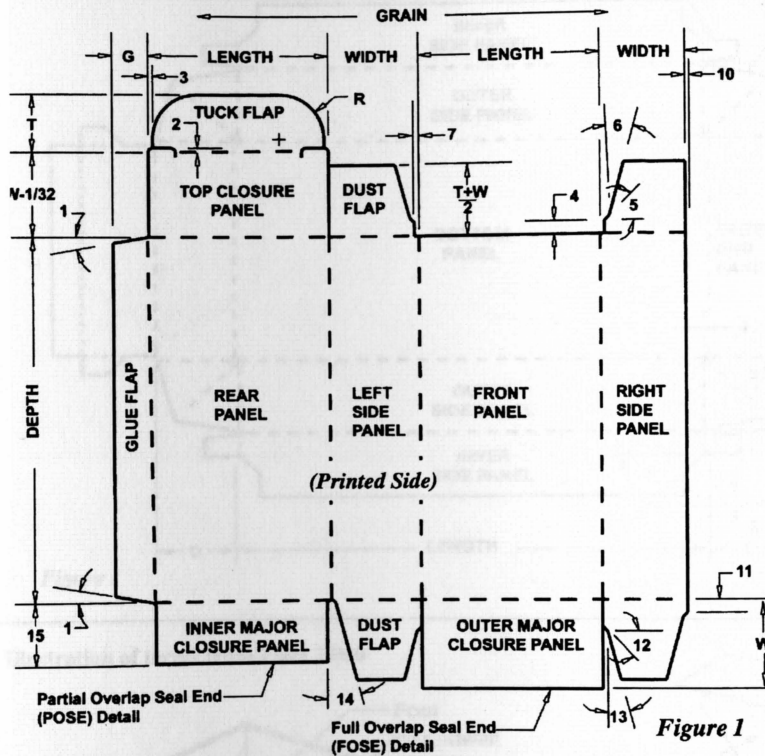 GRAIN
G
LENGTH
WIDTH
LENGTH
WIDTH
3
10
TUCK FLAP
R
T
2
7
6
W-1/32
TOP CLOSURE
PANEL
DUST
FLAP
T+W
2
4
5
1
DEPTH
GLUE FLAP
REAR
PANEL
LEFT
SIDE
PANEL
FRONT
PANEL
RIGHT
SIDE
PANEL
(Printed Side)
11
15
1
INNER MAJOR
CLOSURE PANEL
DUST
FLAP
OUTER MAJOR
CLOSURE PANEL
12
W
14
13
Partial Overlap Seal End
(POSE) Detail
Full Overlap Seal End
(FOSE) Detail
Figure 1